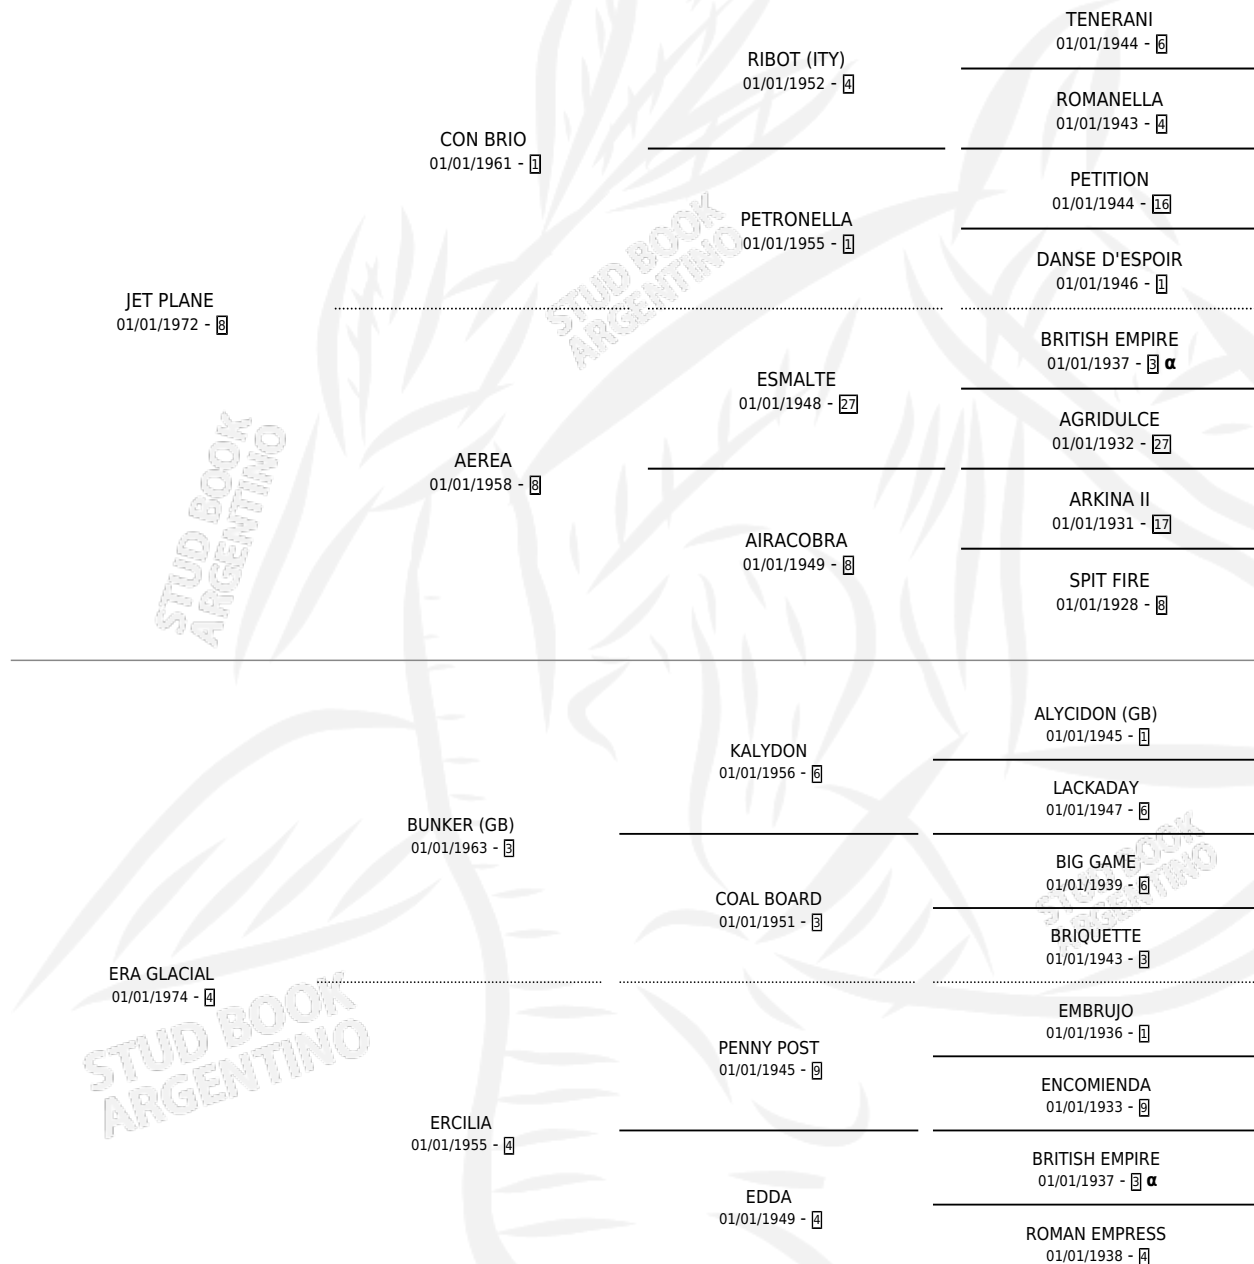 TENERANI
01/01/1944 - 6
RIBOT (ITY)
01/01/1952 - 4
ROMANELLA
01/01/1943 - 4
CON BRIO
01/01/1961 - 1
PETITION
01/01/1944 - 16
PETRONELLA
01/01/1955 - 1
DANSE D'ESPOIR
01/01/1946 - 1
JET PLANE
01/01/1972 - 8
BRITISH EMPIRE
01/01/1937 - 3 α
ESMALTE
01/01/1948 - 27
AGRIDULCE
01/01/1932 - 27
AEREA
01/01/1958 - 8
ARKINA II
01/01/1931 - 17
AIRACOBRA
01/01/1949 - 8
SPIT FIRE
01/01/1928 - 8
ALYCIDON (GB)
01/01/1945 - 1
KALYDON
01/01/1956 - 6
LACKADAY
01/01/1947 - 6
BUNKER (GB)
01/01/1963 - 3
BIG GAME
01/01/1939 - 6
COAL BOARD
01/01/1951 - 3
BRIQUETTE
01/01/1943 - 3
ERA GLACIAL
01/01/1974 - 4
EMBRUJO
01/01/1936 - 1
PENNY POST
01/01/1945 - 9
ENCOMIENDA
01/01/1933 - 9
ERCILIA
01/01/1955 - 4
BRITISH EMPIRE
01/01/1937 - 3 α
EDDA
01/01/1949 - 4
ROMAN EMPRESS
01/01/1938 - 4
STUD BOOK
ARGENTINO
STUD BOOK
ARGENTINO
STUD BOOK
ARGENTINO
STUD BOOK
ARGENTINO